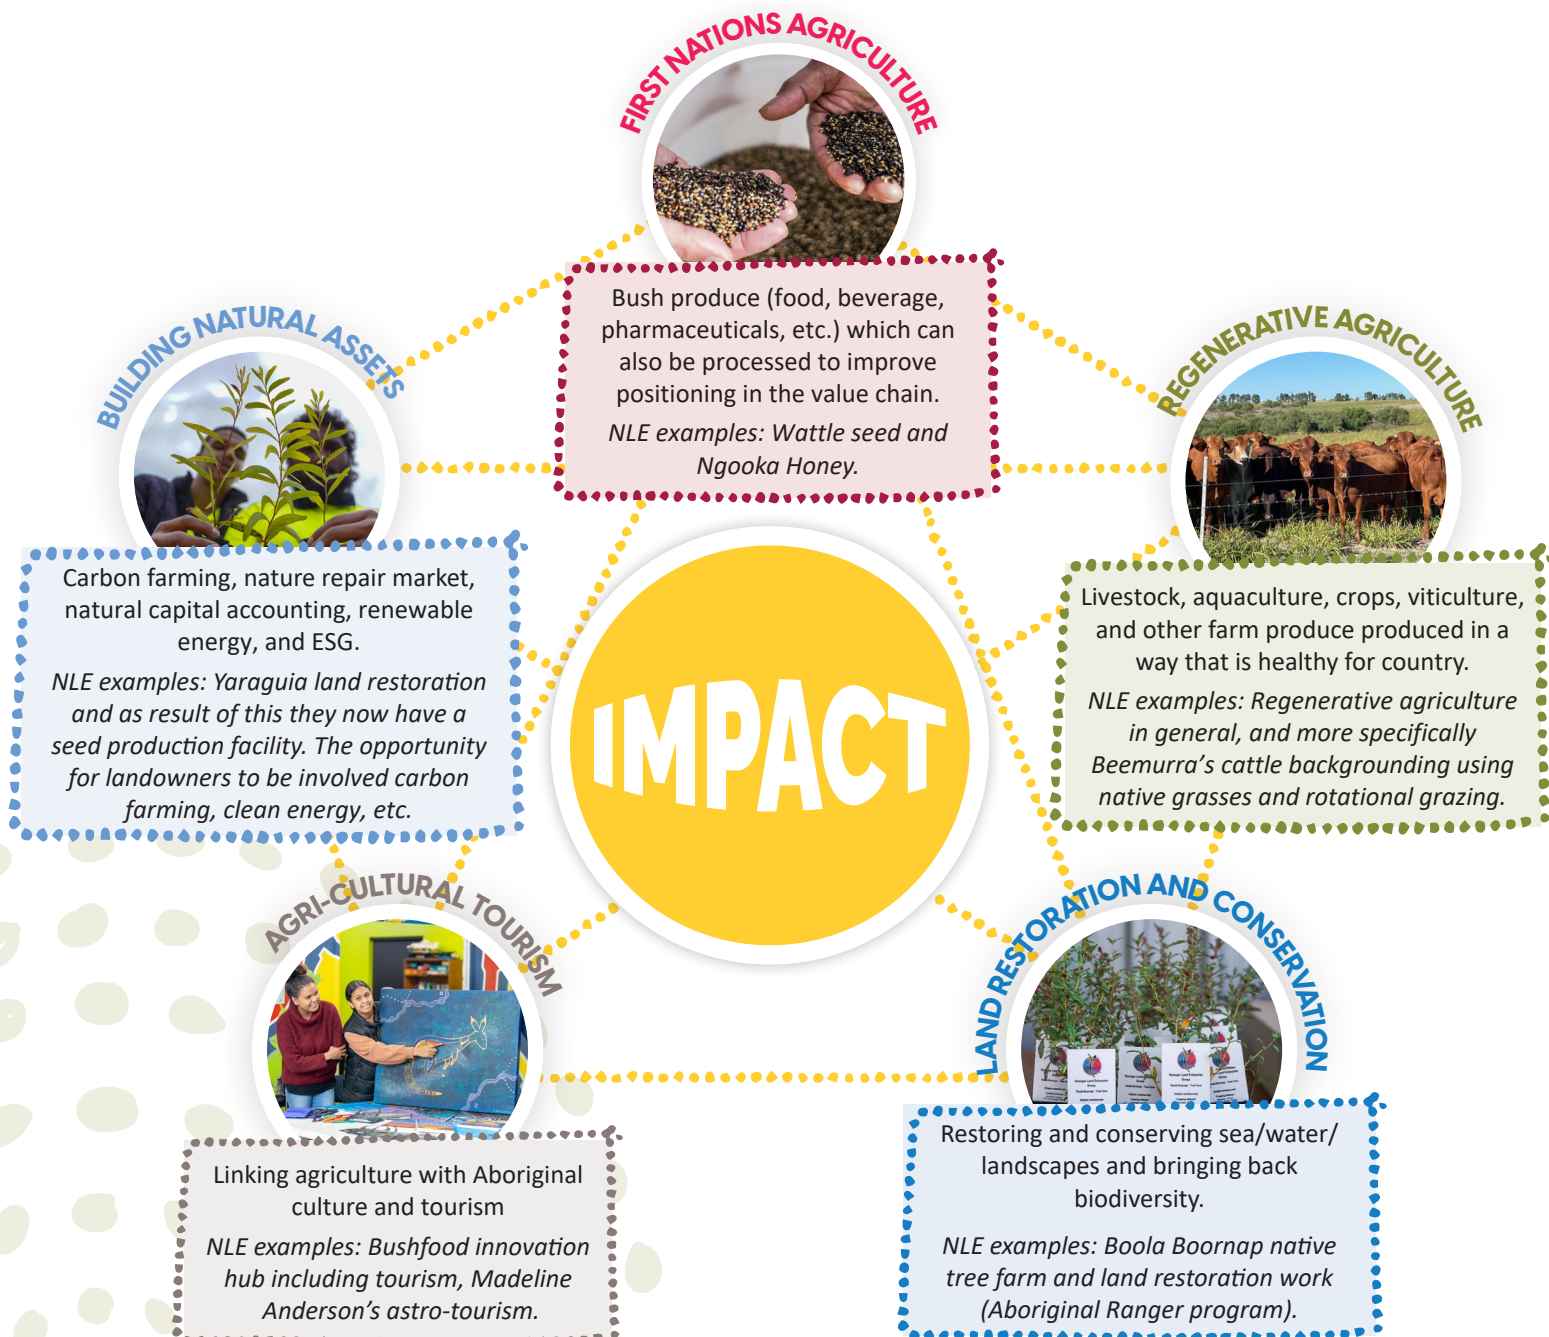 FIRST NATIONS AGRICULTURE
Bush produce (food, beverage,
pharmaceuticals, etc.) which can
also be processed to improve
positioning in the value chain.
NLE examples: Wattle seed and
Ngooka Honey.
BUILDING NATURAL ASSETS
Carbon farming, nature repair market,
natural capital accounting, renewable
energy, and ESG.
NLE examples: Yaraguia land restoration
and as result of this they now have a
seed production facility. The opportunity
for landowners to be involved carbon
farming, clean energy, etc.
REGENERATIVE AGRICULTURE
Livestock, aquaculture, crops, viticulture,
and other farm produce produced in a
way that is healthy for country.
NLE examples: Regenerative agriculture
in general, and more specifically
Beemurra’s cattle backgrounding using
native grasses and rotational grazing.
IMPACT
AGRI-CULTURAL TOURISM
Linking agriculture with Aboriginal
culture and tourism
NLE examples: Bushfood innovation
hub including tourism, Madeline
Anderson’s astro-tourism.
LAND RESTORATION AND CONSERVATION
Noongar Land Enterprise
Group
Restoring and conserving sea/water/
landscapes and bringing back
biodiversity.
NLE examples: Boola Boornap native
tree farm and land restoration work
(Aboriginal Ranger program).